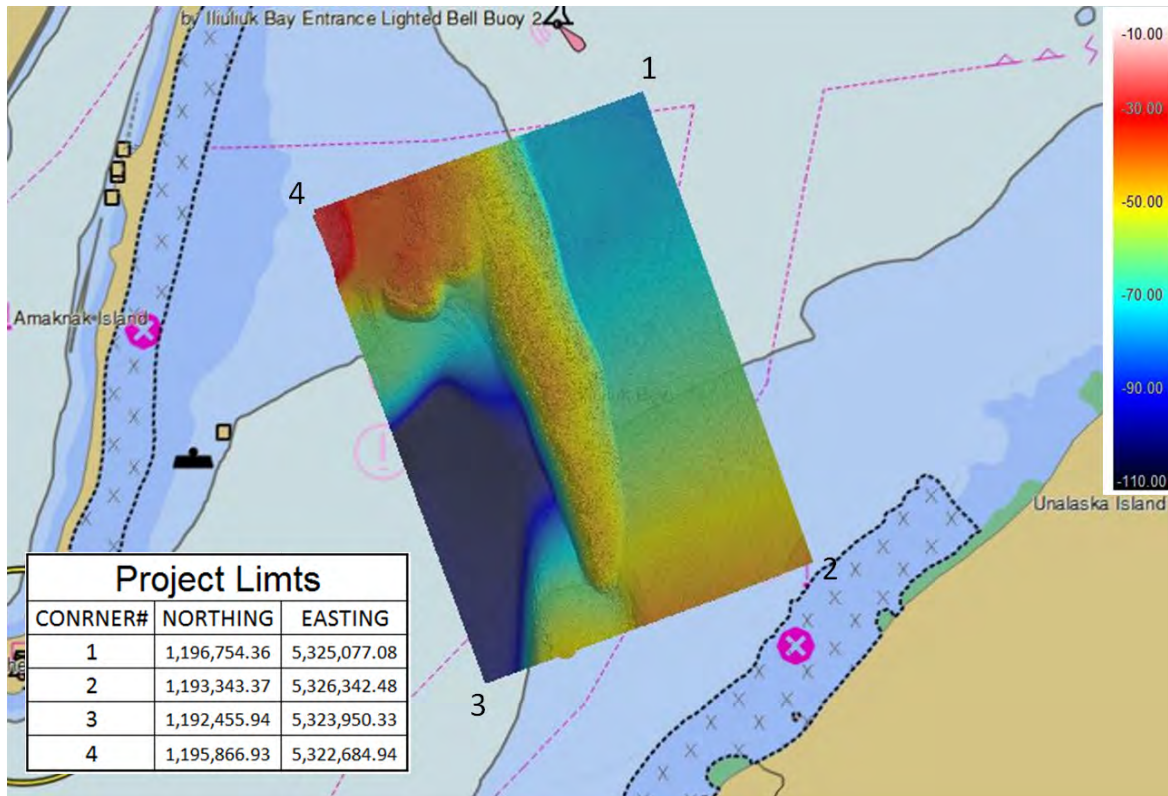 by Iliuliuk Bay Entrance Lighted Bell Buoy 2
1
-10.00
-30.00
-50.00
-70.00
-90.00
-110.00
4
Amaknak Island
Unalaska Island
2
3
Project Limts
CONRNER# NORTHING EASTING
1 1,196,754.36 5,325,077.08
2 1,193,343.37 5,326,342.48
3 1,192,455.94 5,323,950.33
4 1,195,866.93 5,322,684.94